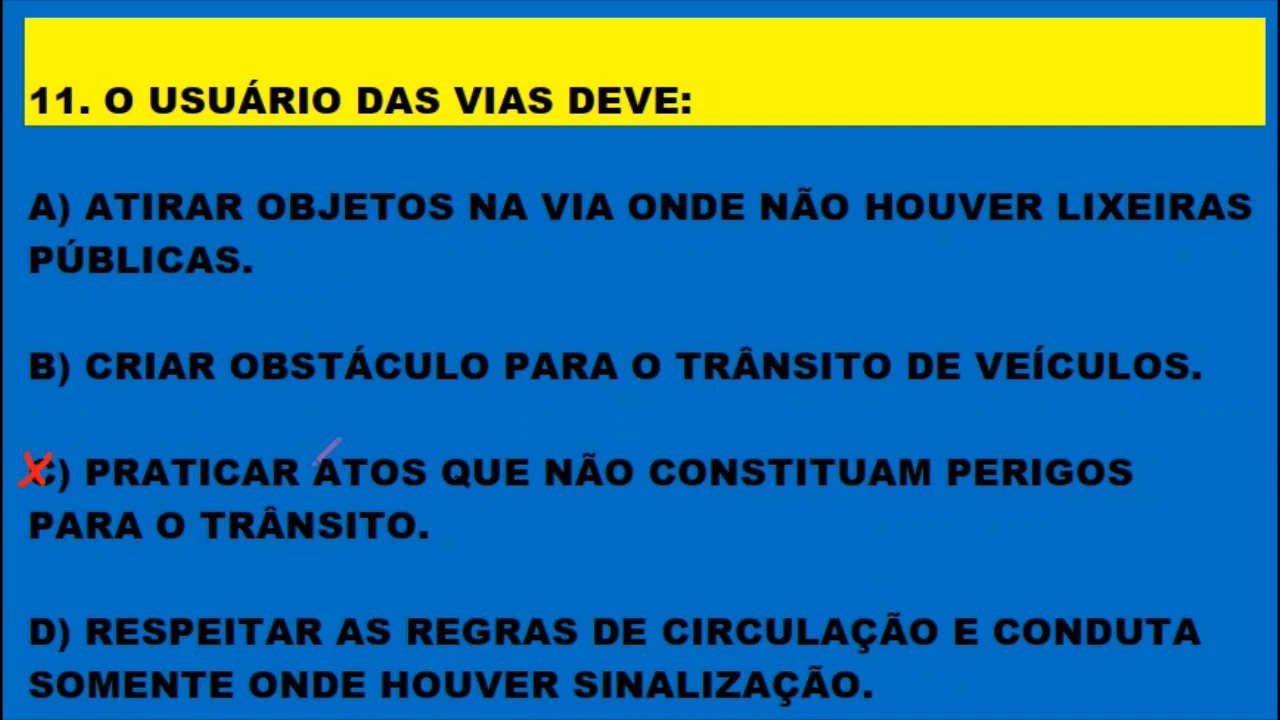 11. O USUÁRIO DAS VIAS DEVE:
A) ATIRAR OBJETOS NA VIA ONDE NÃO HOUVER LIXEIRAS
PÚBLICAS.
B) CRIAR OBSTÁCULO PARA O TRÂNSITO DE VEÍCULOS.
C) PRATICAR ATOS QUE NÃO CONSTITUAM PERIGOS
PARA O TRÂNSITO.
D) RESPEITAR AS REGRAS DE CIRCULAÇÃO E CONDUTA
SOMENTE ONDE HOUVER SINALIZAÇÃO.